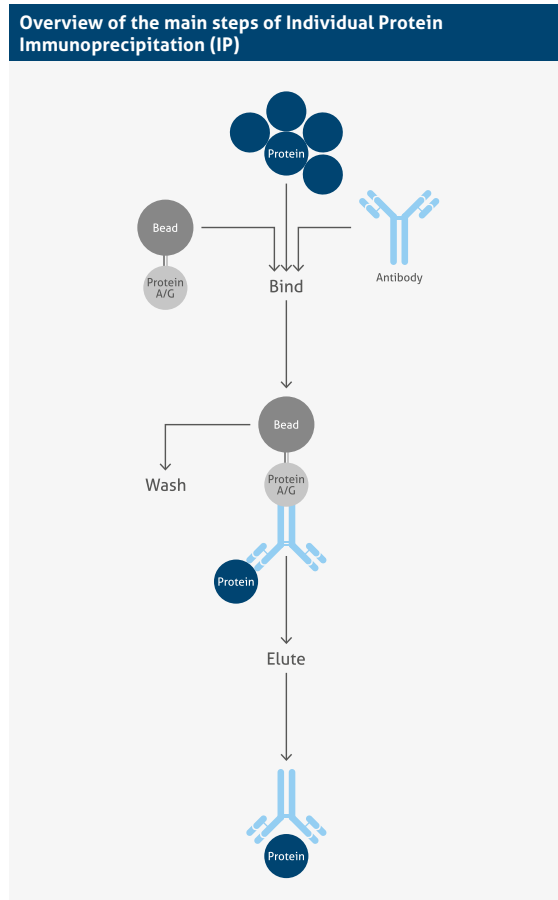 Overview of the main steps of Individual Protein
Immunoprecipitation (IP)
Protein
Bead
Protein
A/G
Antibody
Bind
Bead
Wash
Protein
A/G
Protein
Elute
Protein